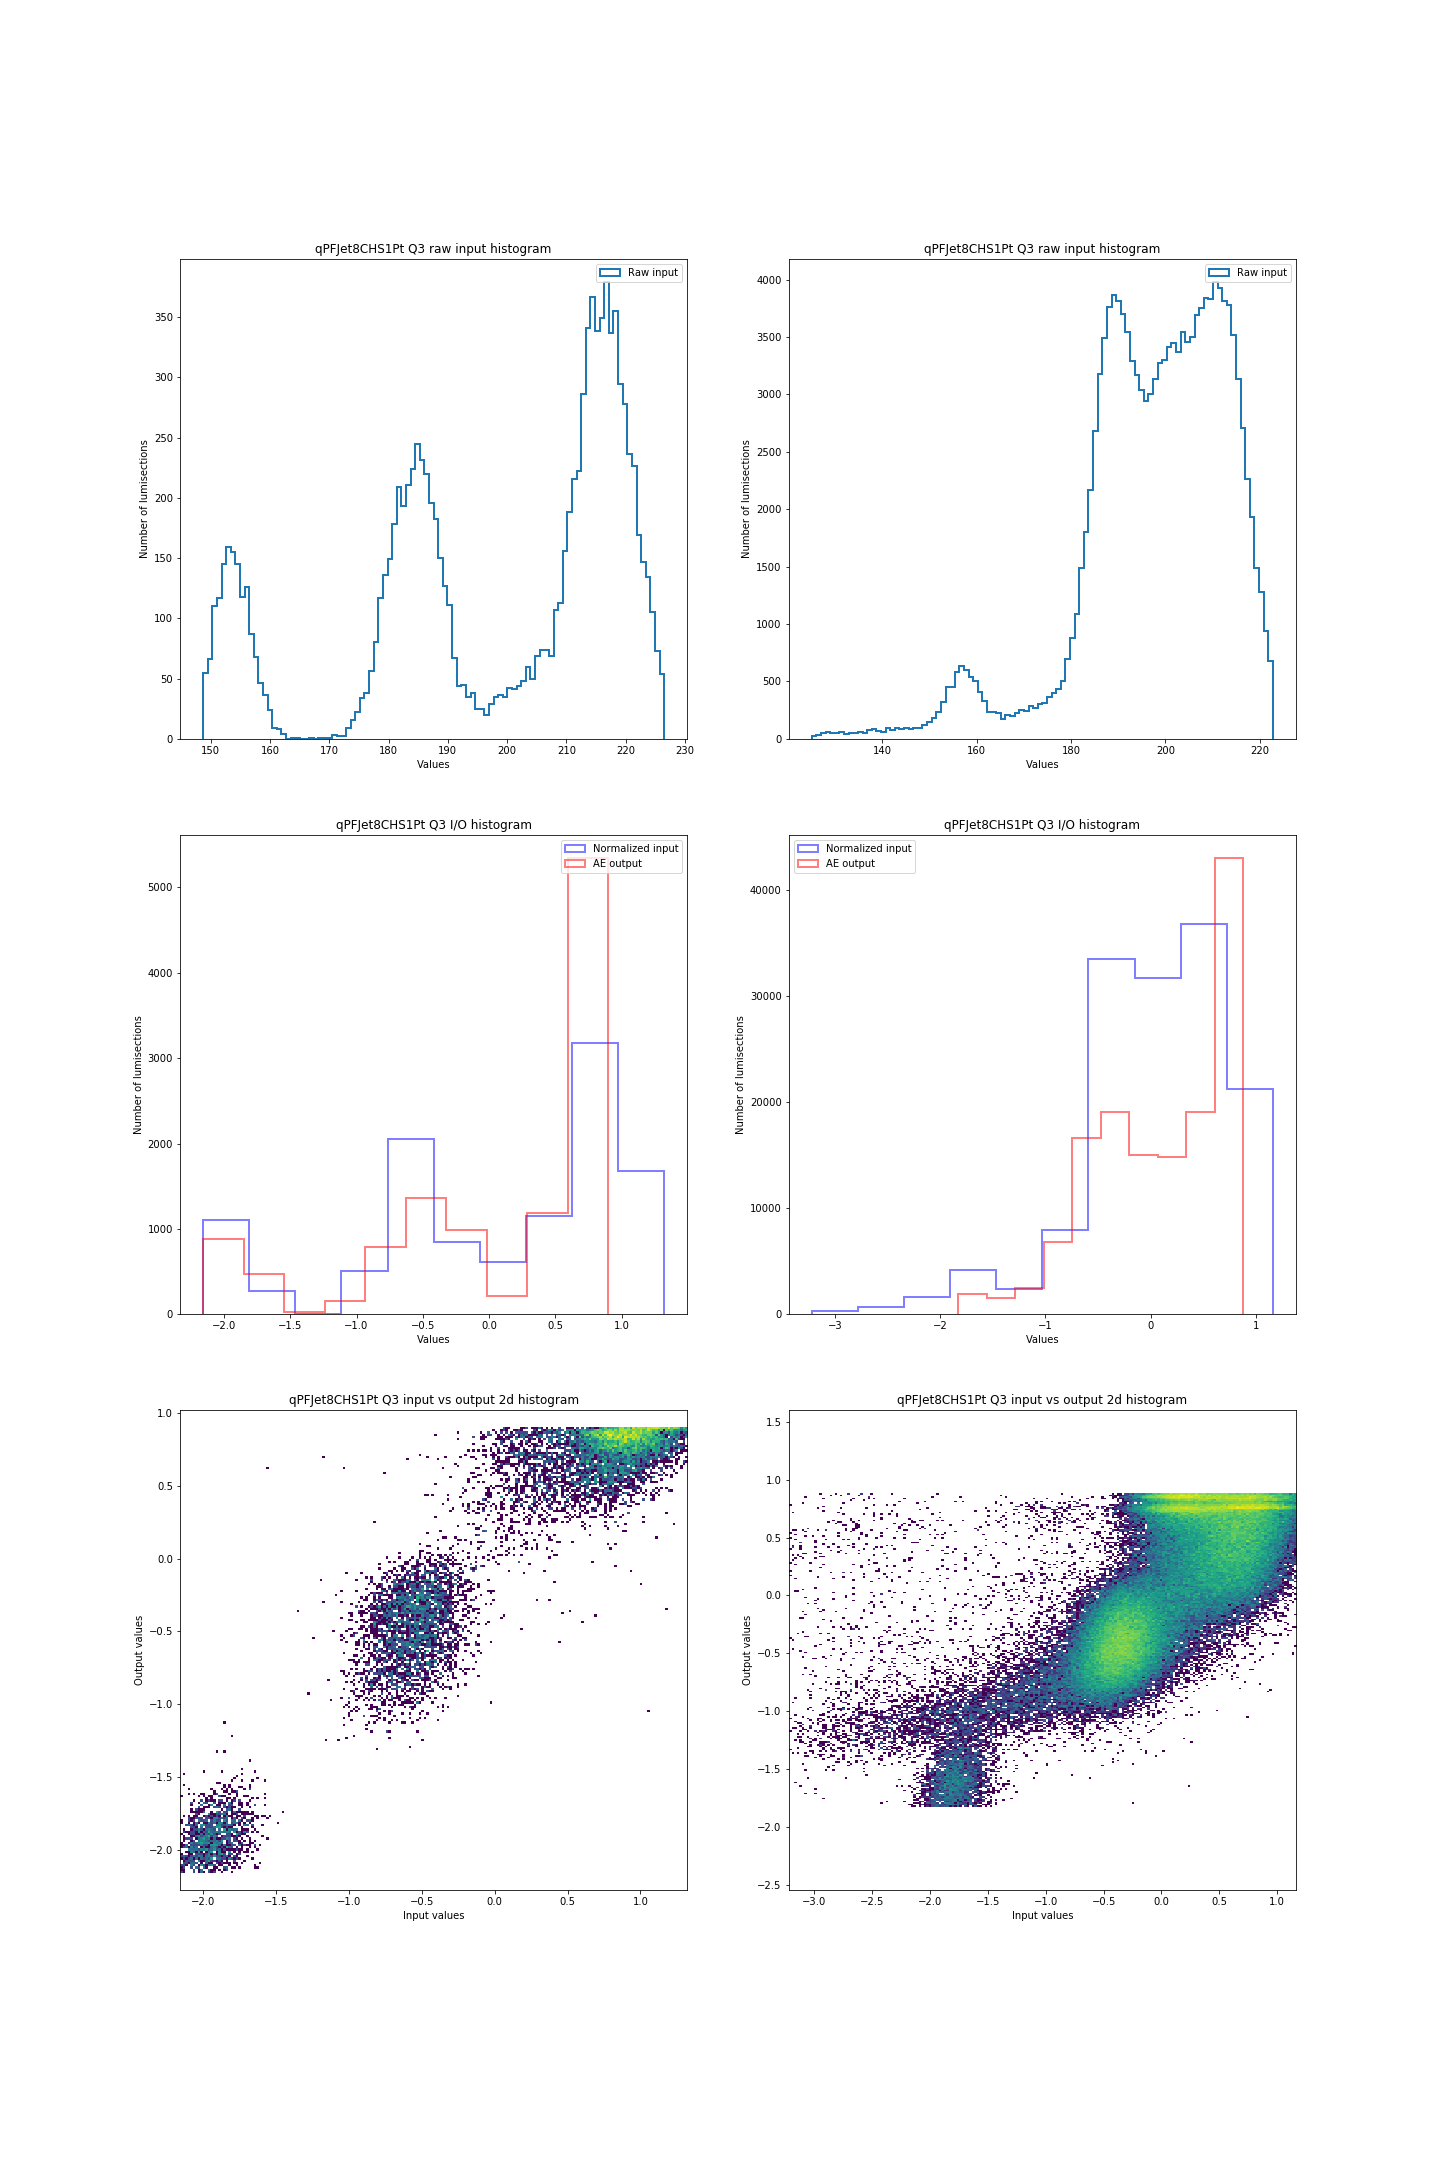 qPFJet8CHS1Pt Q3 raw input histogram
Raw input
350
300
250
200
150
100
50
0
Number of lumisections
150 160 170 180 190 200 210 220 230
Values
qPFJet8CHS1Pt Q3 raw input histogram
Raw input
4000
3500
3000
2500
2000
1500
1000
500
0
Number of lumisections
140 160 180 200 220
Values
qPFJet8CHS1Pt Q3 I/O histogram
Normalized input
AE output
5000
4000
3000
2000
1000
0
Number of lumisections
−2.0 −1.5 −1.0 −0.5 0.0 0.5 1.0
Values
qPFJet8CHS1Pt Q3 I/O histogram
Normalized input
AE output
40000
30000
20000
10000
0
Number of lumisections
−3 −2 −1 0 1
Values
qPFJet8CHS1Pt Q3 input vs output 2d histogram
1.0
0.5
0.0
−0.5
−1.0
−1.5
−2.0
Output values
−2.0 −1.5 −1.0 −0.5 0.0 0.5 1.0
Input values
qPFJet8CHS1Pt Q3 input vs output 2d histogram
1.5
1.0
0.5
0.0
−0.5
−1.0
−1.5
−2.0
−2.5
Output values
−3.0 −2.5 −2.0 −1.5 −1.0 −0.5 0.0 0.5 1.0
Input values